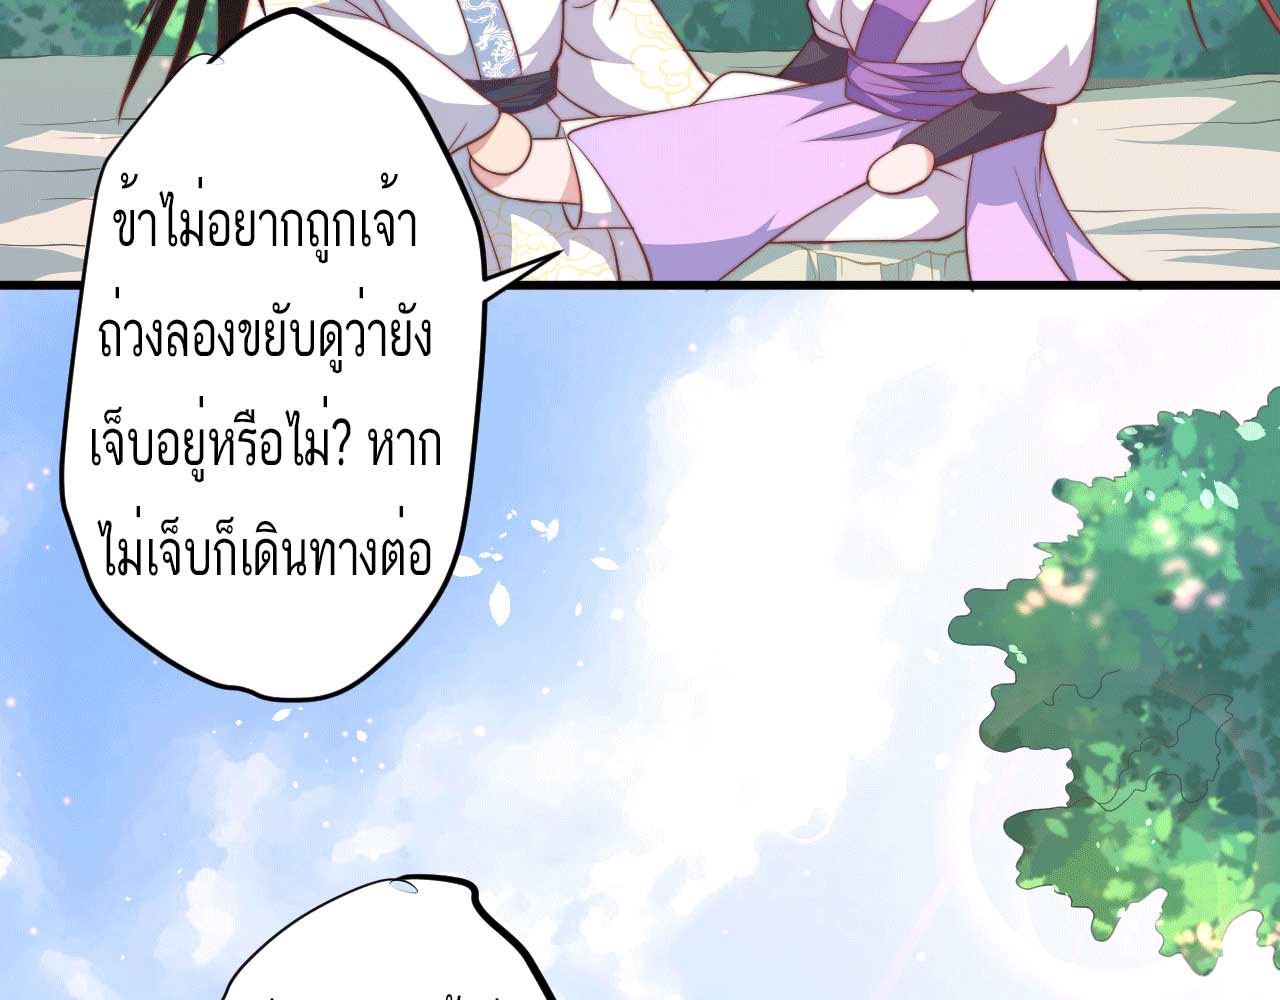 ข้าไม่อยากถูกเจ้า
ถ่วงลองขยับดูว่ายัง
เจ็บอยู่หรือไม่? หาก
ไม่เจ็บก็เดินทางต่อ